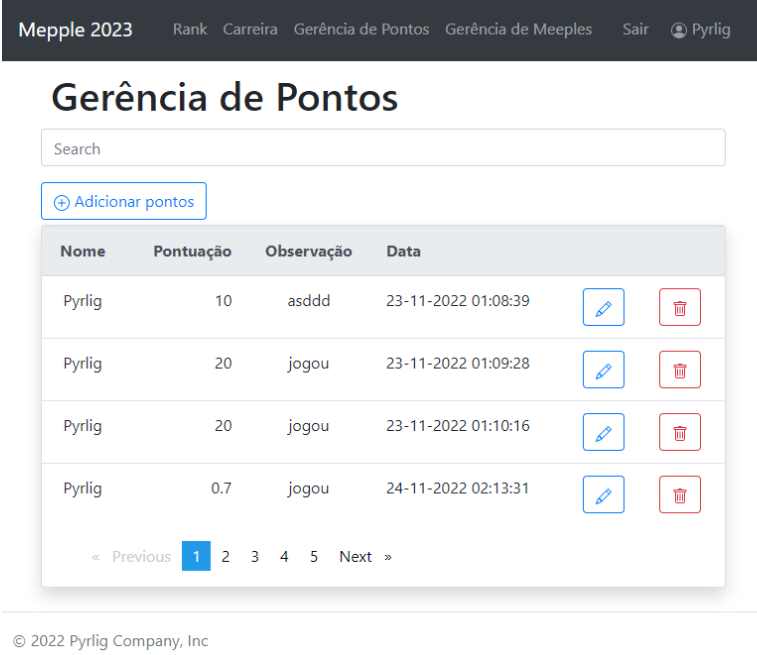 Mepple 2023 Rank Carreira Gerência de Pontos Gerência de Meeples Sair Pyrlig
Gerência de Pontos
Search
Adicionar pontos
Nome Pontuação Observação Data
Pyrlig 10 asddd 23-11-2022 01:08:39
Pyrlig 20 jogou 23-11-2022 01:09:28
Pyrlig 20 jogou 23-11-2022 01:10:16
Pyrlig 0.7 jogou 24-11-2022 02:13:31
« Previous 1 2 3 4 5 Next »
© 2022 Pyrlig Company, Inc